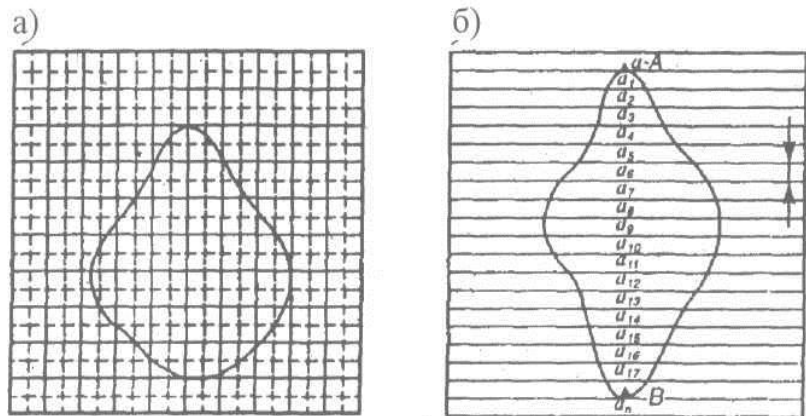 а)
б)
a-A
a₁
a₂
a₃
a₄
a₅
a₆
a₇
a₈
a₉
a₁₀
a₁₁
a₁₂
a₁₃
a₁₄
a₁₅
a₁₆
a₁₇
B
aₙ